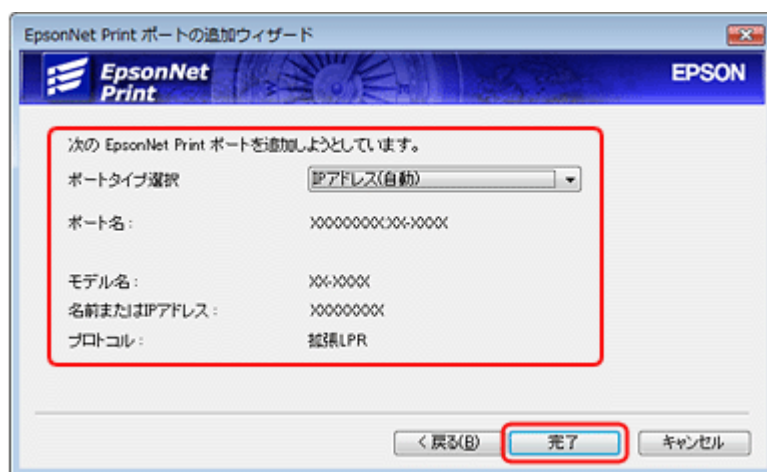 EpsonNet Print ポートの追加ウィザード
EpsonNet
Print
EPSON
次の EpsonNet Print ポートを追加しようとしています。
ポートタイプ選択 IPアドレス(自動)
ポート名: XXXXXXXX:XX-XXXX
モデル名: XX-XXXX
名前またはIPアドレス: XXXXXXXX
プロトコル: 拡張LPR
< 戻る(B) 完了 キャンセル